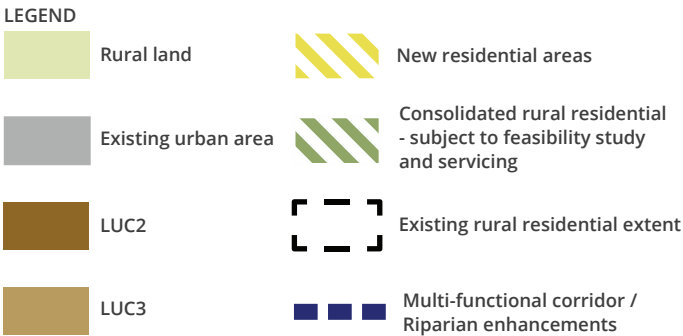 LEGEND
Rural land
Existing urban area
LUC2
LUC3
New residential areas
Consolidated rural residential
- subject to feasibility study
and servicing
Existing rural residential extent
Multi-functional corridor /
Riparian enhancements